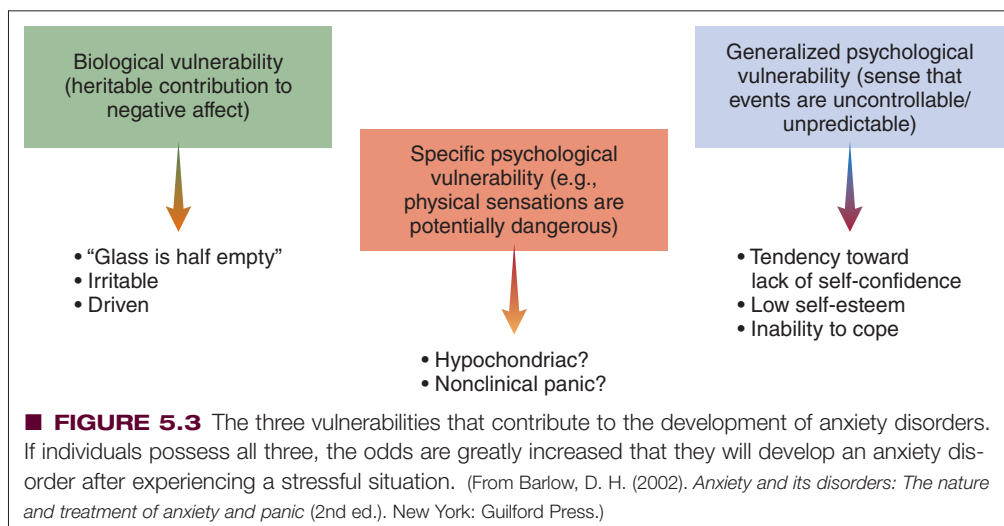 Biological vulnerability
(heritable contribution to
negative affect)
• “Glass is half empty”
• Irritable
• Driven
Specific psychological
vulnerability (e.g.,
physical sensations are
potentially dangerous)
• Hypochondriac?
• Nonclinical panic?
Generalized psychological
vulnerability (sense that
events are uncontrollable/
unpredictable)
• Tendency toward
lack of self-confidence
• Low self-esteem
• Inability to cope
■ FIGURE 5.3 The three vulnerabilities that contribute to the development of anxiety disorders.
If individuals possess all three, the odds are greatly increased that they will develop an anxiety dis-
order after experiencing a stressful situation. (From Barlow, D. H. (2002). Anxiety and its disorders: The nature
and treatment of anxiety and panic (2nd ed.). New York: Guilford Press.)